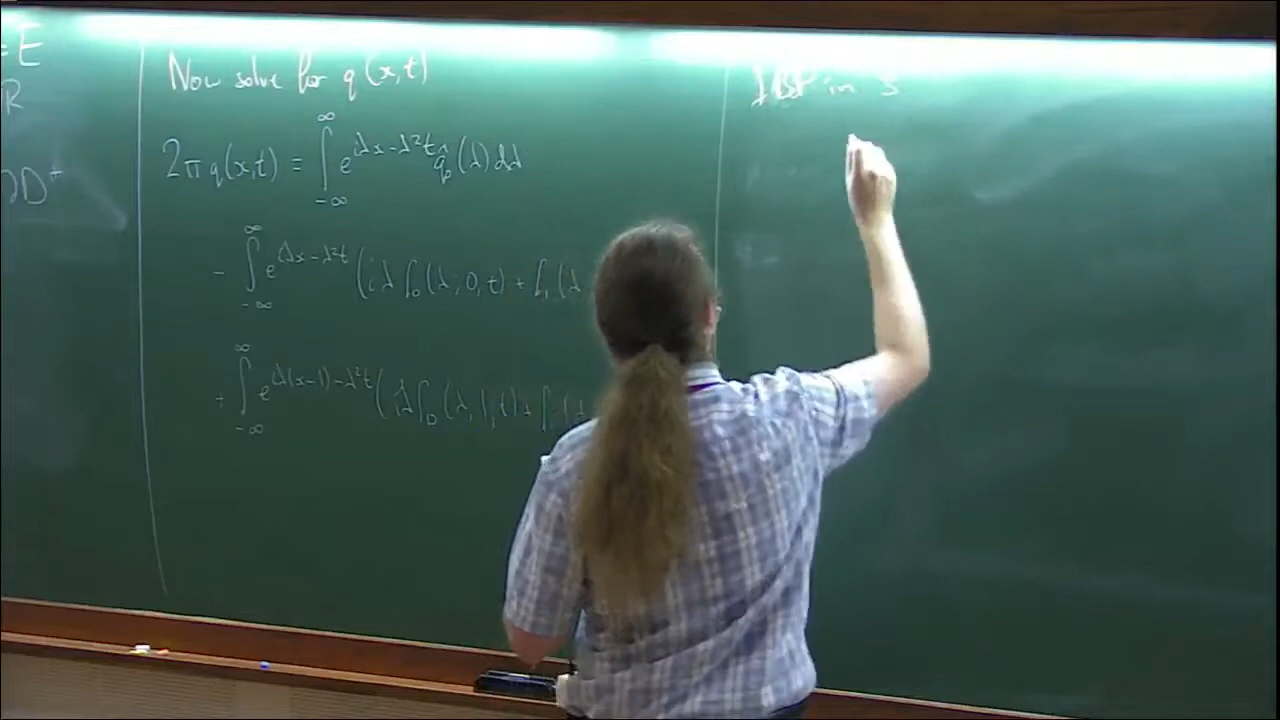 = E
R
∂D⁺
Now solve for q(x,t)
2π q(x,t) = ∫_{-∞}^{∞} e^{iλx-λ²t} q̂₀(λ) dλ
- ∫_{-∞}^{∞} e^{iλx-λ²t} (iλ f₀(λ; 0, t) + f₁(λ
+ ∫_{-∞}^{∞} e^{iλ(x-1)-λ²t} (iλ f₀(λ, 1, t) +
IBP in s